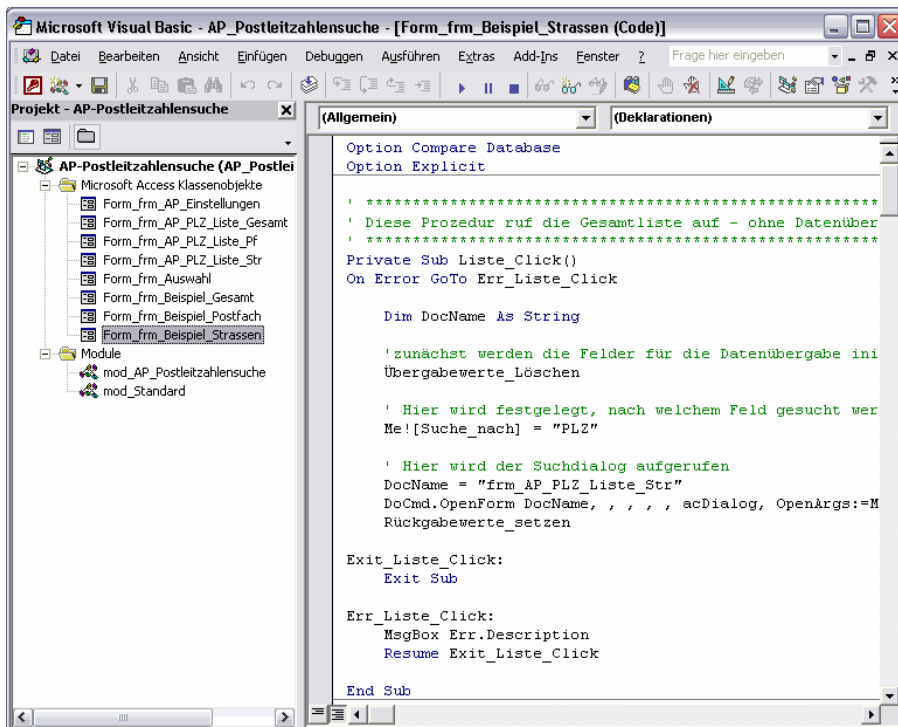 Microsoft Visual Basic - AP_Postleitzahlensuche - [Form_frm_Beispiel_Strassen (Code)]
Datei Bearbeiten Ansicht Einfügen Debuggen Ausführen Extras Add-Ins Fenster ? Frage hier eingeben
Projekt - AP-Postleitzahlensuche
AP-Postleitzahlensuche (AP_Postlei
Microsoft Access Klassenobjekte
Form_frm_AP_Einstellungen
Form_frm_AP_PLZ_Liste_Gesamt
Form_frm_AP_PLZ_Liste_Pf
Form_frm_AP_PLZ_Liste_Str
Form_frm_Auswahl
Form_frm_Beispiel_Gesamt
Form_frm_Beispiel_Postfach
Form_frm_Beispiel_Strassen
Module
mod_AP_Postleitzahlensuche
mod_Standard
(Allgemein) (Deklarationen)
Option Compare Database
Option Explicit
' *******************************************************
' Diese Prozedur ruf die Gesamtliste auf - ohne Datenüber
' *******************************************************
Private Sub Liste_Click()
On Error GoTo Err_Liste_Click
Dim DocName As String
'zunächst werden die Felder für die Datenübergabe ini
Übergabewerte_Löschen
' Hier wird festgelegt, nach welchem Feld gesucht wer
Me![Suche_nach] = "PLZ"
' Hier wird der Suchdialog aufgerufen
DocName = "frm_AP_PLZ_Liste_Str"
DoCmd.OpenForm DocName, , , , , acDialog, OpenArgs:=M
Rückgabewerte_setzen
Exit_Liste_Click:
Exit Sub
Err_Liste_Click:
MsgBox Err.Description
Resume Exit_Liste_Click
End Sub